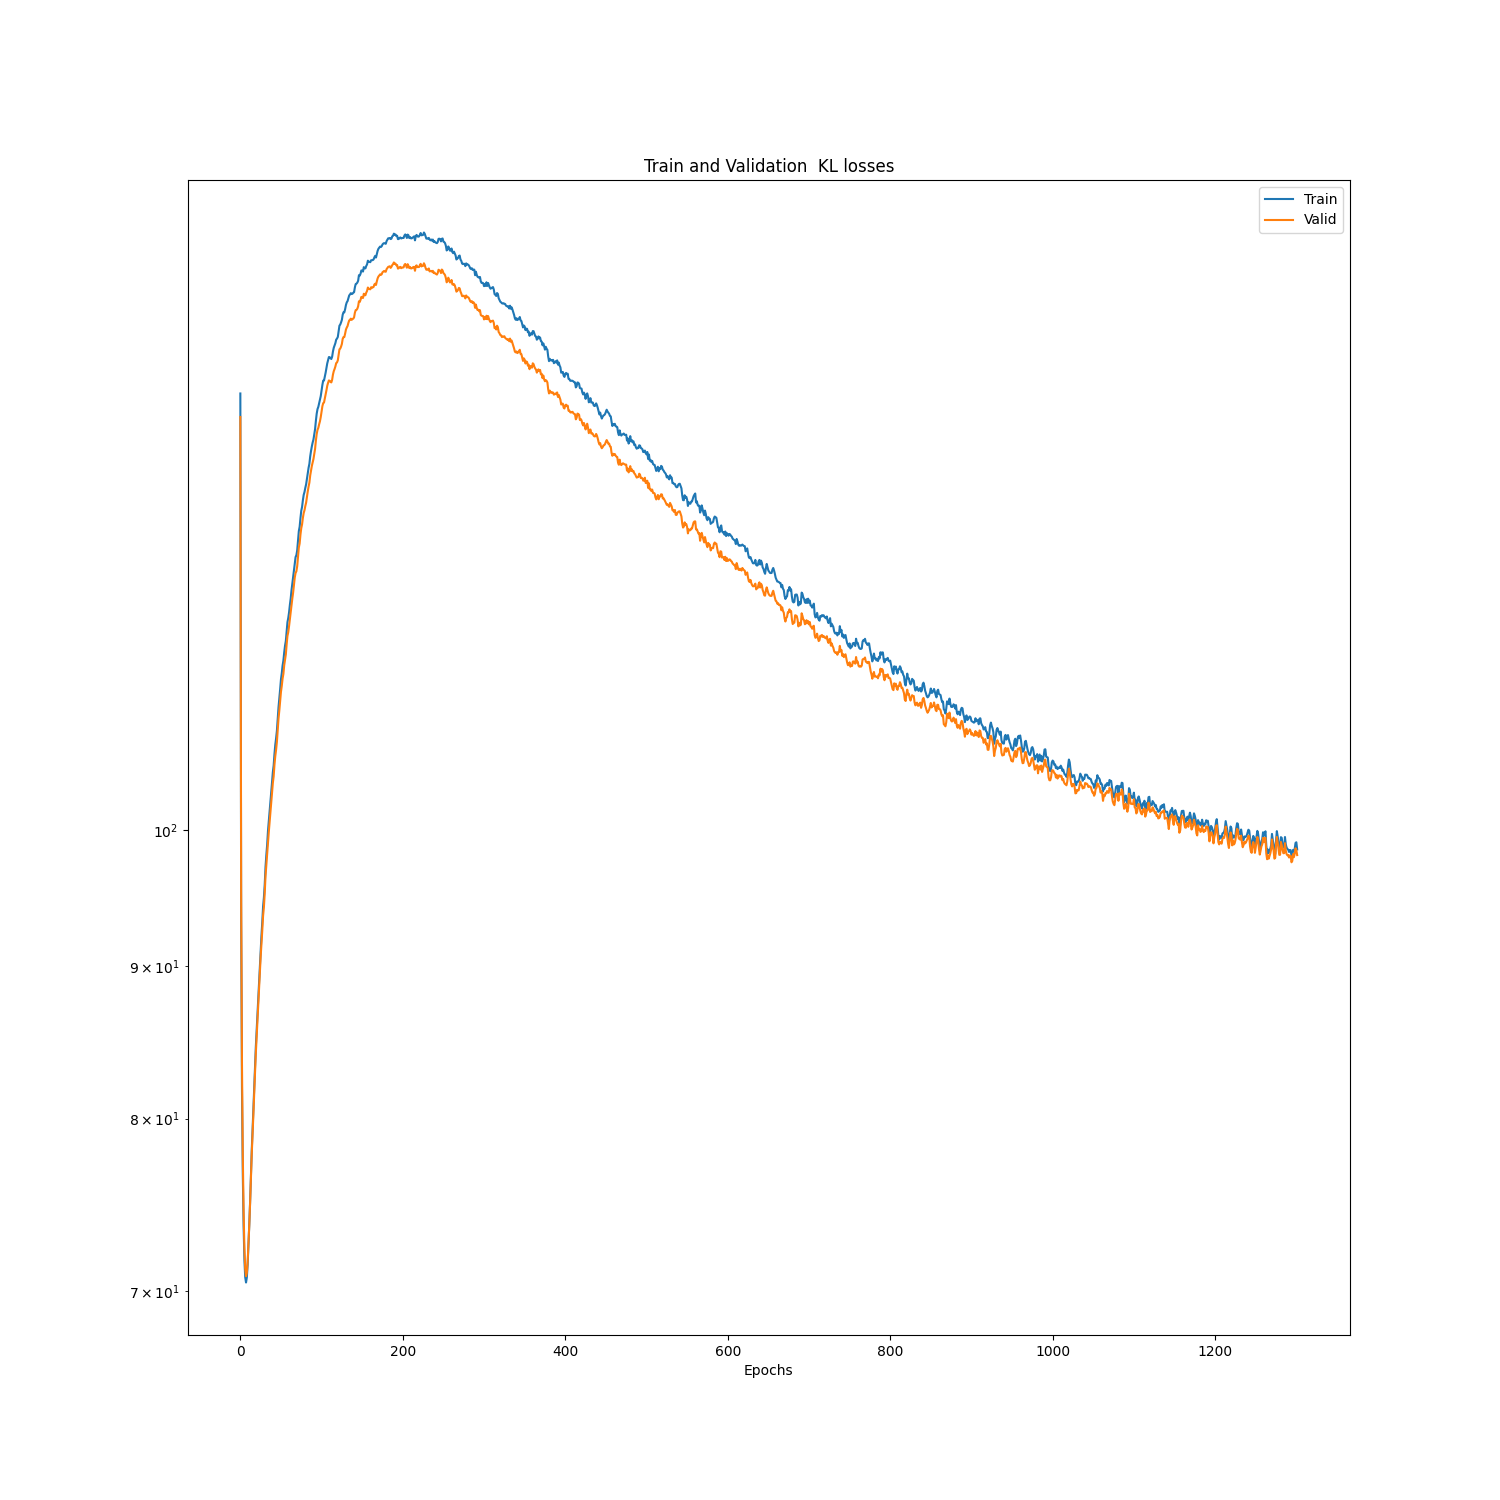 Train and Validation  KL losses
Train
Valid
10²
9 × 10¹
8 × 10¹
7 × 10¹
0 200 400 600 800 1000 1200
Epochs